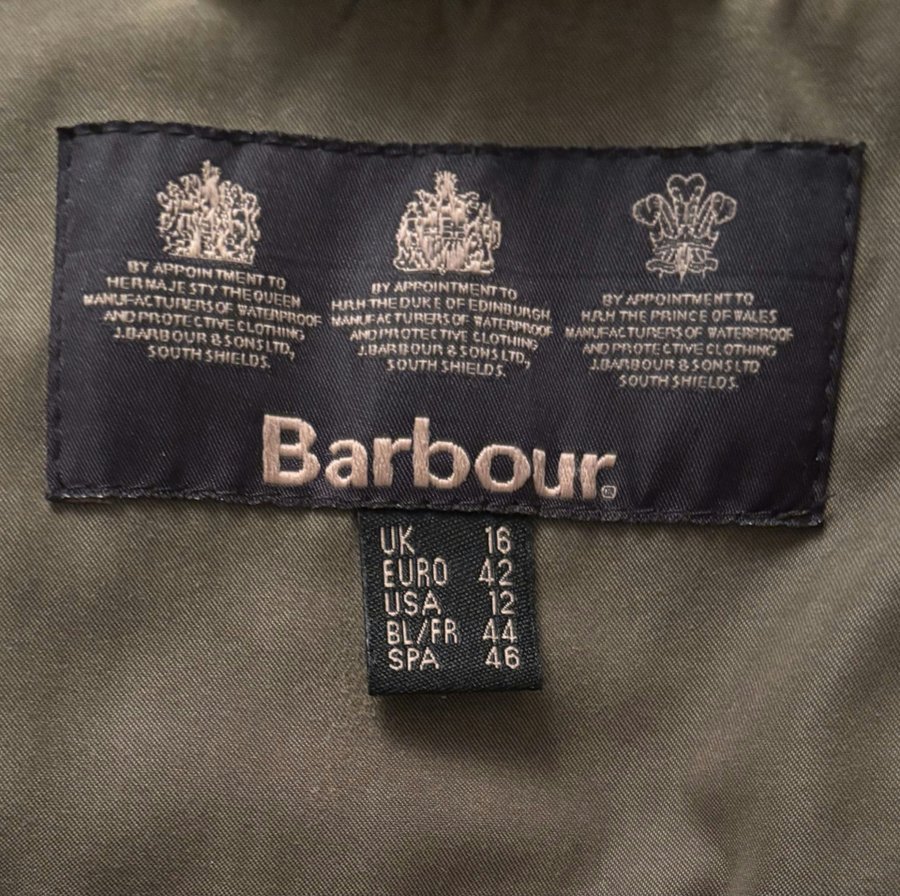 BY APPOINTMENT TO
HER MAJESTY THE QUEEN
MANUFACTURERS OF WATERPROOF
AND PROTECTIVE CLOTHING
J.BARBOUR & SONS LTD,
SOUTH SHIELDS.
BY APPOINTMENT TO
H.R.H THE DUKE OF EDINBURGH,
MANUFACTURERS OF WATERPROOF
AND PROTECTIVE CLOTHING
J.BARBOUR & SONS LTD,
SOUTH SHIELDS.
BY APPOINTMENT TO
H.R.H THE PRINCE OF WALES
MANUFACTURERS OF WATERPROOF
AND PROTECTIVE CLOTHING
J.BARBOUR & SONS LTD
SOUTH SHIELDS.
Barbour®
UK 16
EURO 42
USA 12
BL/FR 44
SPA 46